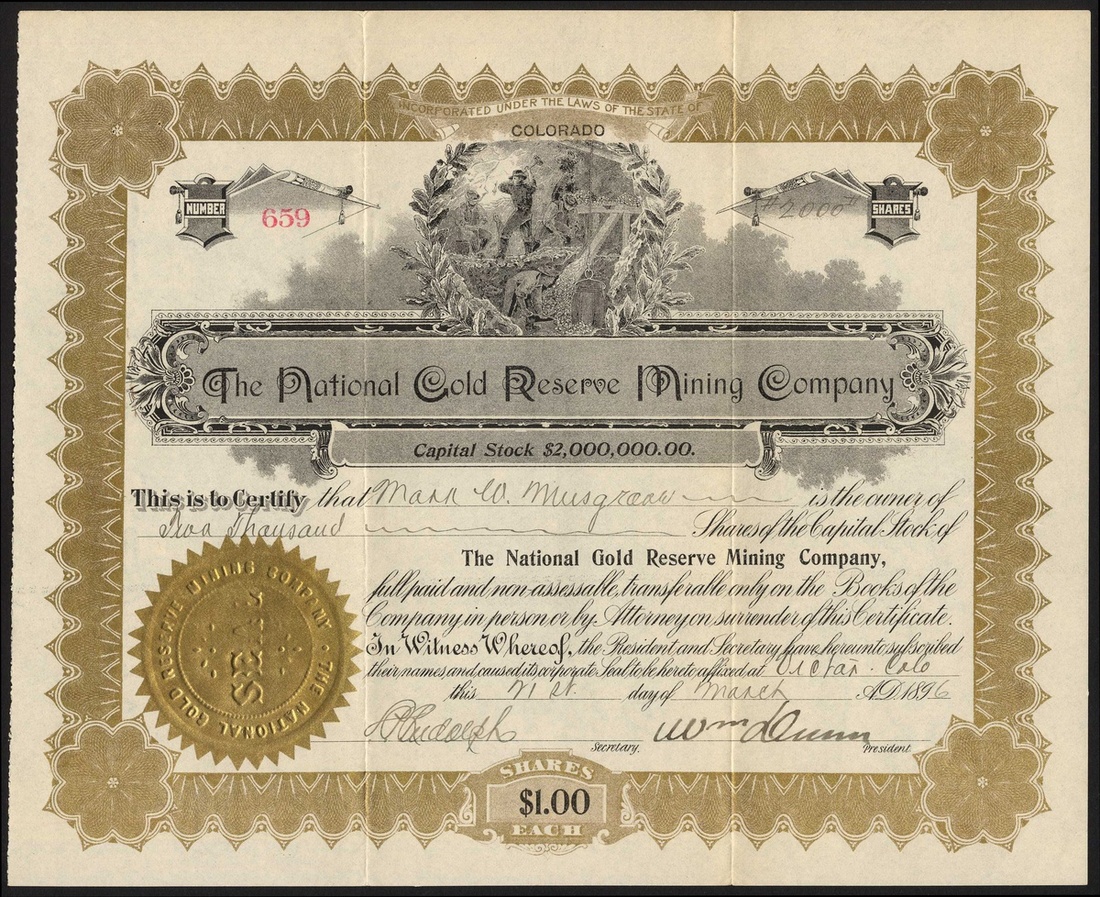 INCORPORATED UNDER THE LAWS OF THE STATE OF
COLORADO
NUMBER 659
#2000# SHARES
The National Gold Reserve Mining Company
Capital Stock $2,000,000.00.
This is to Certify that Mann W. Musgrave is the owner of
Two Thousand Shares of the Capital Stock of
The National Gold Reserve Mining Company,
full paid and non-assessable, transferable only on the Books of the
Company in person or by Attorney on surrender of this Certificate.
In Witness Whereof, the President and Secretary have hereunto subscribed
their names, and caused its corporate Seal to be hereto affixed at Victor. Colo
this 21st. day of March A.D. 1896
Rudolph Secretary. Wm Dunn President.
THE NATIONAL GOLD RESERVE MINING COMPANY
SEAL
SHARES
$1.00
EACH